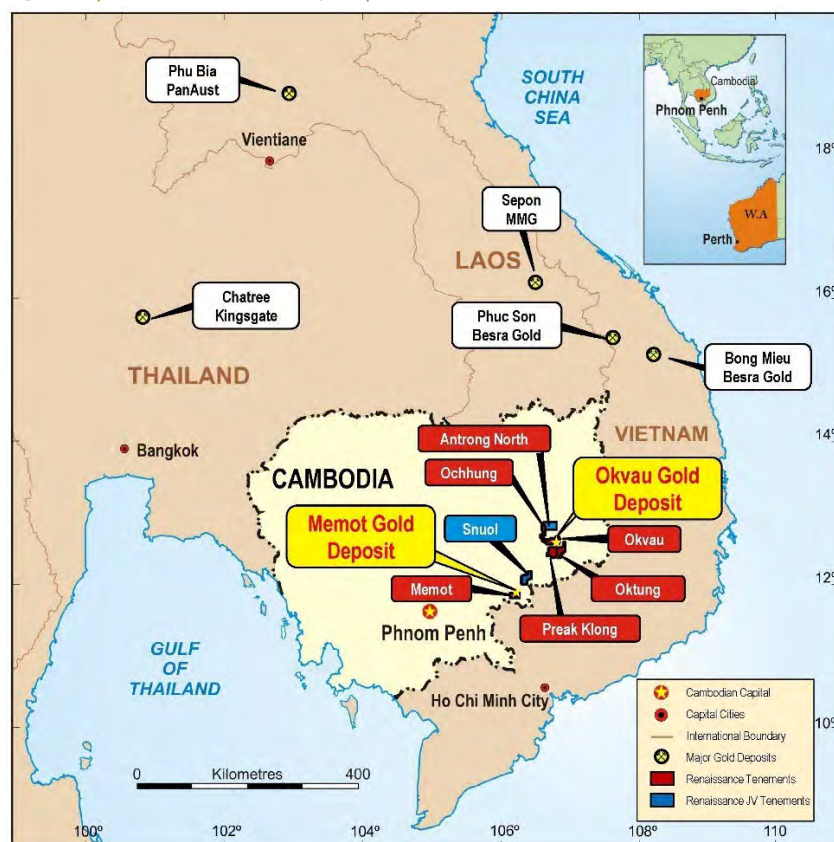 Phu Bia
PanAust
Vientiane
SOUTH
CHINA
SEA
Cambodia
Phnom Penh
W.A
Perth
18°
Sepon
MMG
LAOS
16°
Chatree
Kingsgate
Phuc Son
Besra Gold
Bong Mieu
Besra Gold
THAILAND
VIETNAM
Bangkok
Antrong North
Ochhung
Okvau Gold
Deposit
CAMBODIA
Memot Gold
Deposit
Snuol
Okvau
12°
Memot
Oktung
Phnom Penh
Preak Klong
GULF
OF
THAILAND
Ho Chi Minh City
10°
Cambodian Capital
Capital Cities
International Boundary
Major Gold Deposits
Renaissance Tenements
Renaissance JV Tenements
0 Kilometres 400
100° 102° 104° 106° 108° 110